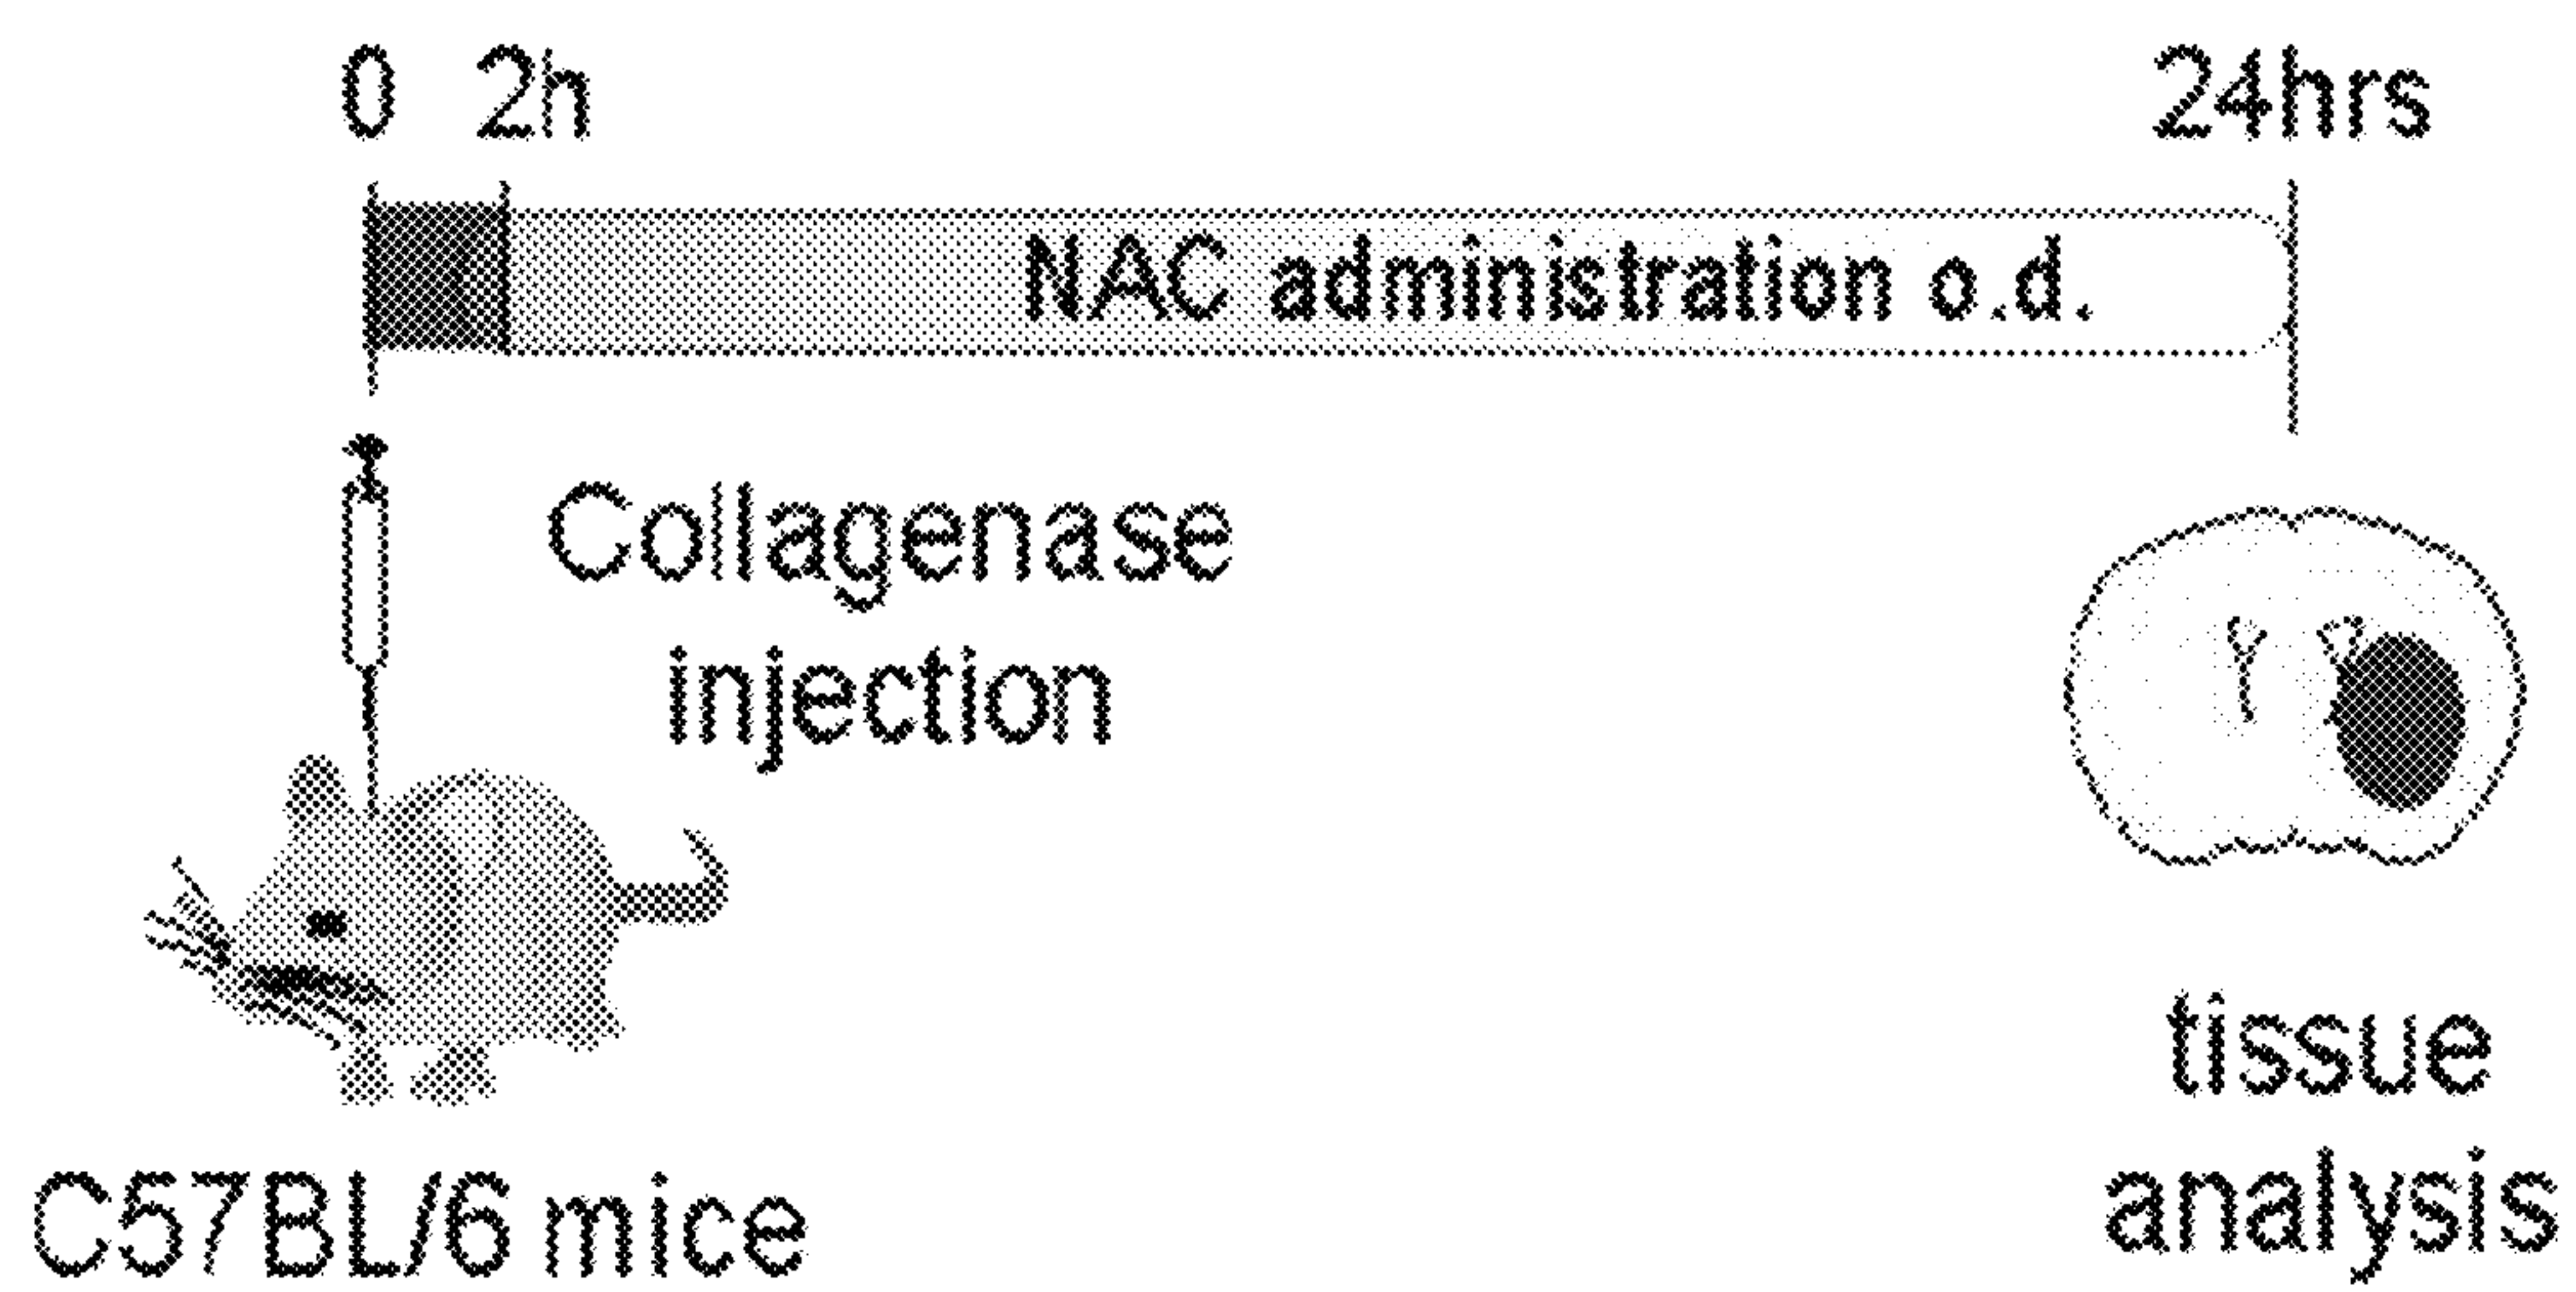 0 2h 24hrs
NAC administration o.d.
Collagenase
injection
C57BL/6 mice
tissue
analysis